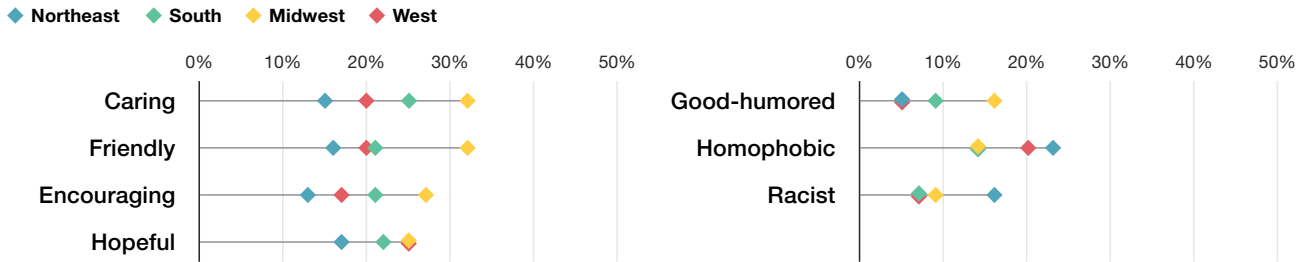 Northeast South Midwest West
0% 10% 20% 30% 40% 50%
Caring
Friendly
Encouraging
Hopeful
0% 10% 20% 30% 40% 50%
Good-humored
Homophobic
Racist